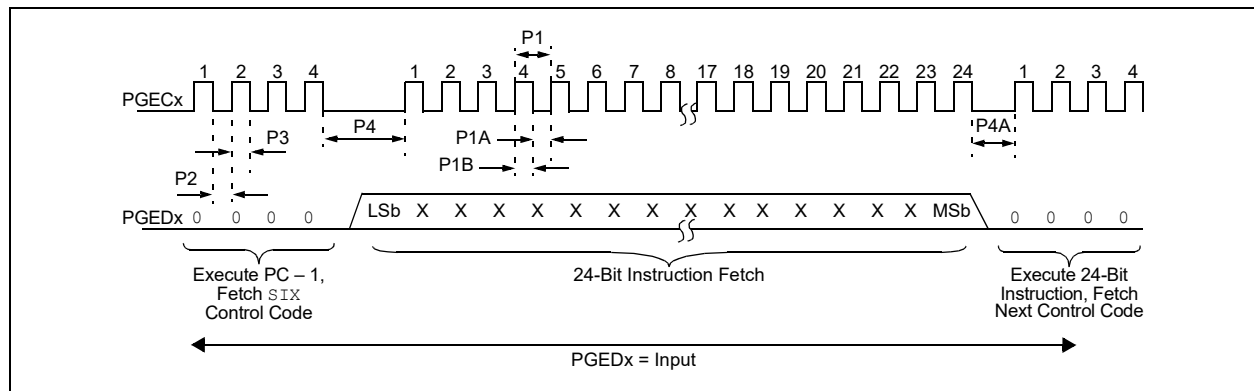 P1
1 2 3 4 1 2 3 4 5 6 7 8 17 18 19 20 21 22 23 24 1 2 3 4
PGECx
P3 P4 P1A P4A
P1B
P2
PGEDx 0 0 0 0 LSb X X X X X X X X X X X X X X MSb 0 0 0 0
Execute PC – 1,
Fetch SIX
Control Code
24-Bit Instruction Fetch
Execute 24-Bit
Instruction, Fetch
Next Control Code
PGEDx = Input